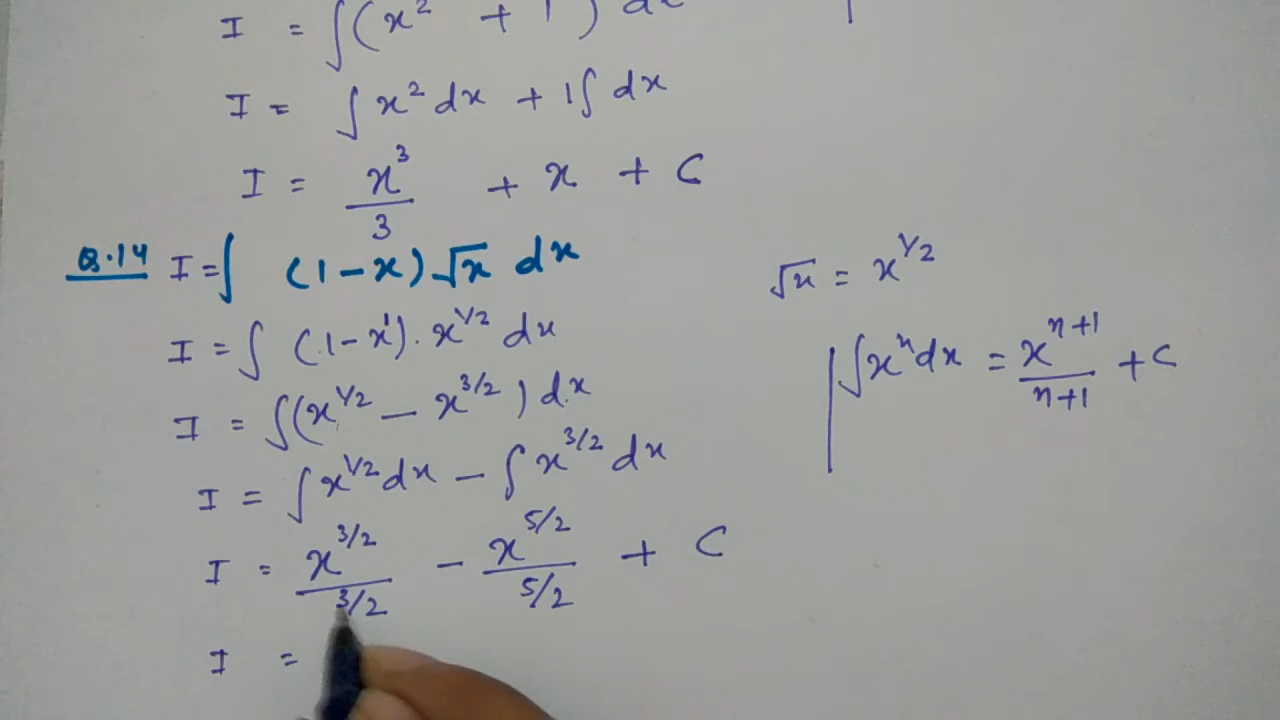 I = ∫(x² + 1) dx
I = ∫ x² dx + 1∫ dx
I = x³/3 + x + C
Q.14 I = ∫ (1-x)√x dx
I = ∫ (1-x¹). x^1/2 dx
I = ∫(x^1/2 - x^3/2) dx
I = ∫ x^1/2 dx - ∫ x^3/2 dx
I = x^3/2 / 3/2 - x^5/2 / 5/2 + C
I =
√x = x^1/2
∫x^n dx = x^n+1 / n+1 + C